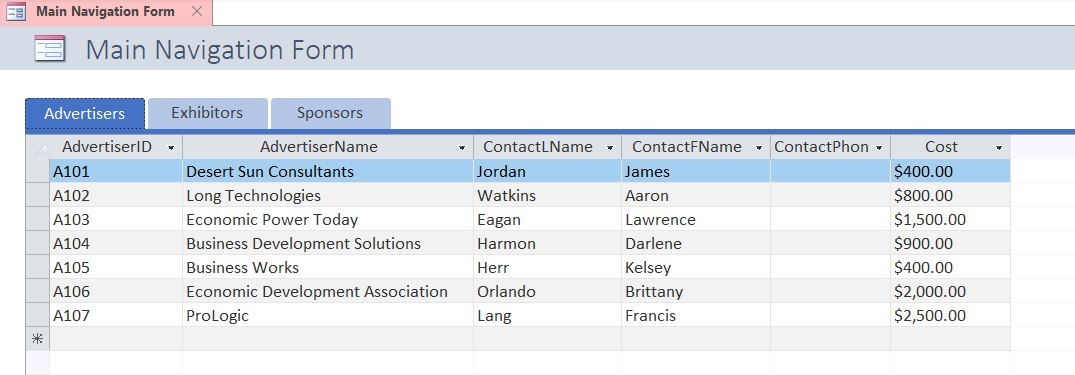 Main Navigation Form
Main Navigation Form
Advertisers Exhibitors Sponsors
AdvertiserID AdvertiserName ContactLName ContactFName ContactPhon Cost
A101 Desert Sun Consultants Jordan James $400.00
A102 Long Technologies Watkins Aaron $800.00
A103 Economic Power Today Eagan Lawrence $1,500.00
A104 Business Development Solutions Harmon Darlene $900.00
A105 Business Works Herr Kelsey $400.00
A106 Economic Development Association Orlando Brittany $2,000.00
A107 ProLogic Lang Francis $2,500.00